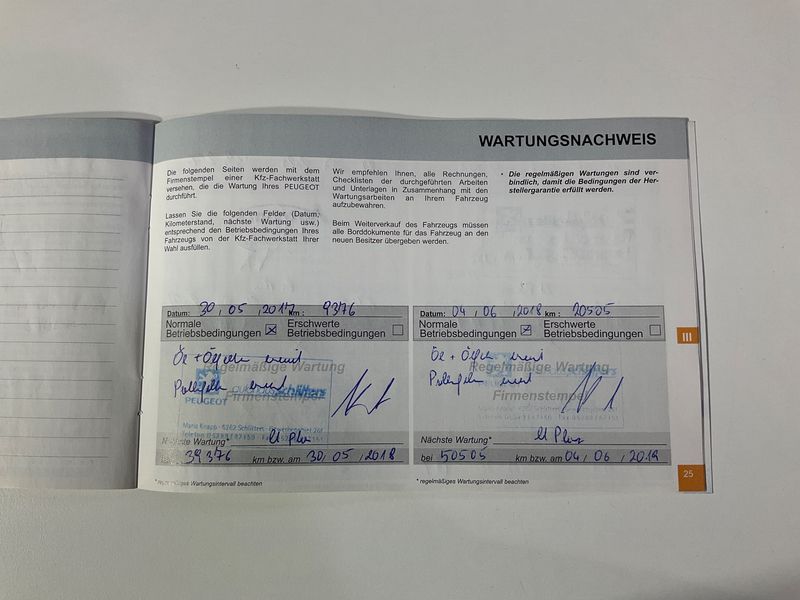 WARTUNGSNACHWEIS
Die folgenden Seiten werden mit dem
Firmenstempel einer Kfz-Fachwerkstatt
versehen, die die Wartung Ihres PEUGEOT
durchführt.
Lassen Sie die folgenden Felder (Datum,
Kilometerstand, nächste Wartung usw.)
entsprechend den Betriebsbedingungen Ihres
Fahrzeugs von der Kfz-Fachwerkstatt Ihrer
Wahl ausfüllen.
Wir empfehlen Ihnen, alle Rechnungen,
Checklisten der durchgeführten Arbeiten
und Unterlagen in Zusammenhang mit den
Wartungsarbeiten an Ihrem Fahrzeug
aufzubewahren.
Beim Weiterverkauf des Fahrzeugs müssen
alle Borddokumente für das Fahrzeug an den
neuen Besitzer übergeben werden.
• Die regelmäßigen Wartungen sind ver-
bindlich, damit die Bedingungen der Her-
stellergarantie erfüllt werden.
Datum: 30, 05, 2017 km: 9376
Normale Betriebsbedingungen
Erschwerte Betriebsbedingungen
Regelmäßige Wartung
Firmenstempel
PEUGEOT
Nächste Wartung*
39376 km bzw. am 30, 05, 2018
* regelmäßiges Wartungsintervall beachten
Datum: 04, 06, 2018 km: 20505
Normale Betriebsbedingungen
Erschwerte Betriebsbedingungen
Regelmäßige Wartung
Firmenstempel
Nächste Wartung*
bei 50505 km bzw. am 04, 06, 2019
* regelmäßiges Wartungsintervall beachten
III
25